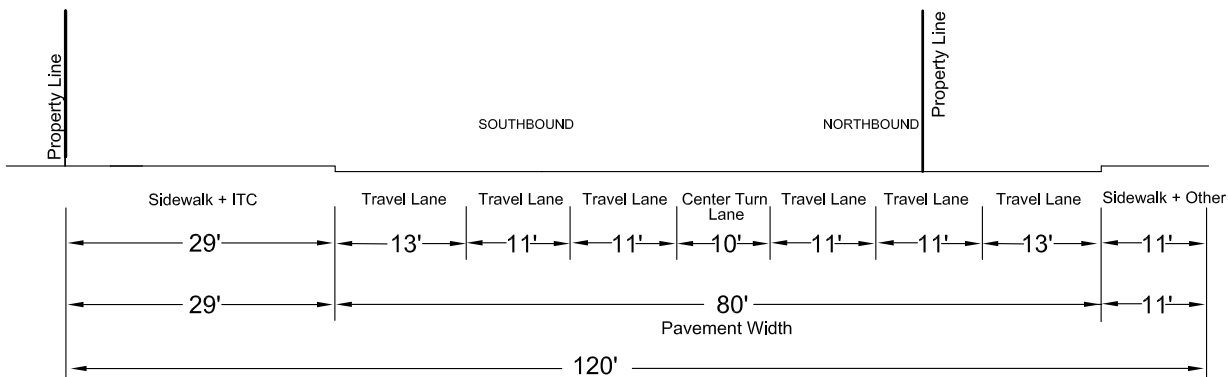 Property Line
Property Line
SOUTHBOUND
NORTHBOUND
Sidewalk + ITC
Travel Lane
Travel Lane
Travel Lane
Center Turn
Lane
Travel Lane
Travel Lane
Travel Lane
Sidewalk + Other
29'
13'
11'
11'
10'
11'
11'
13'
11'
29'
80'
11'
Pavement Width
120'